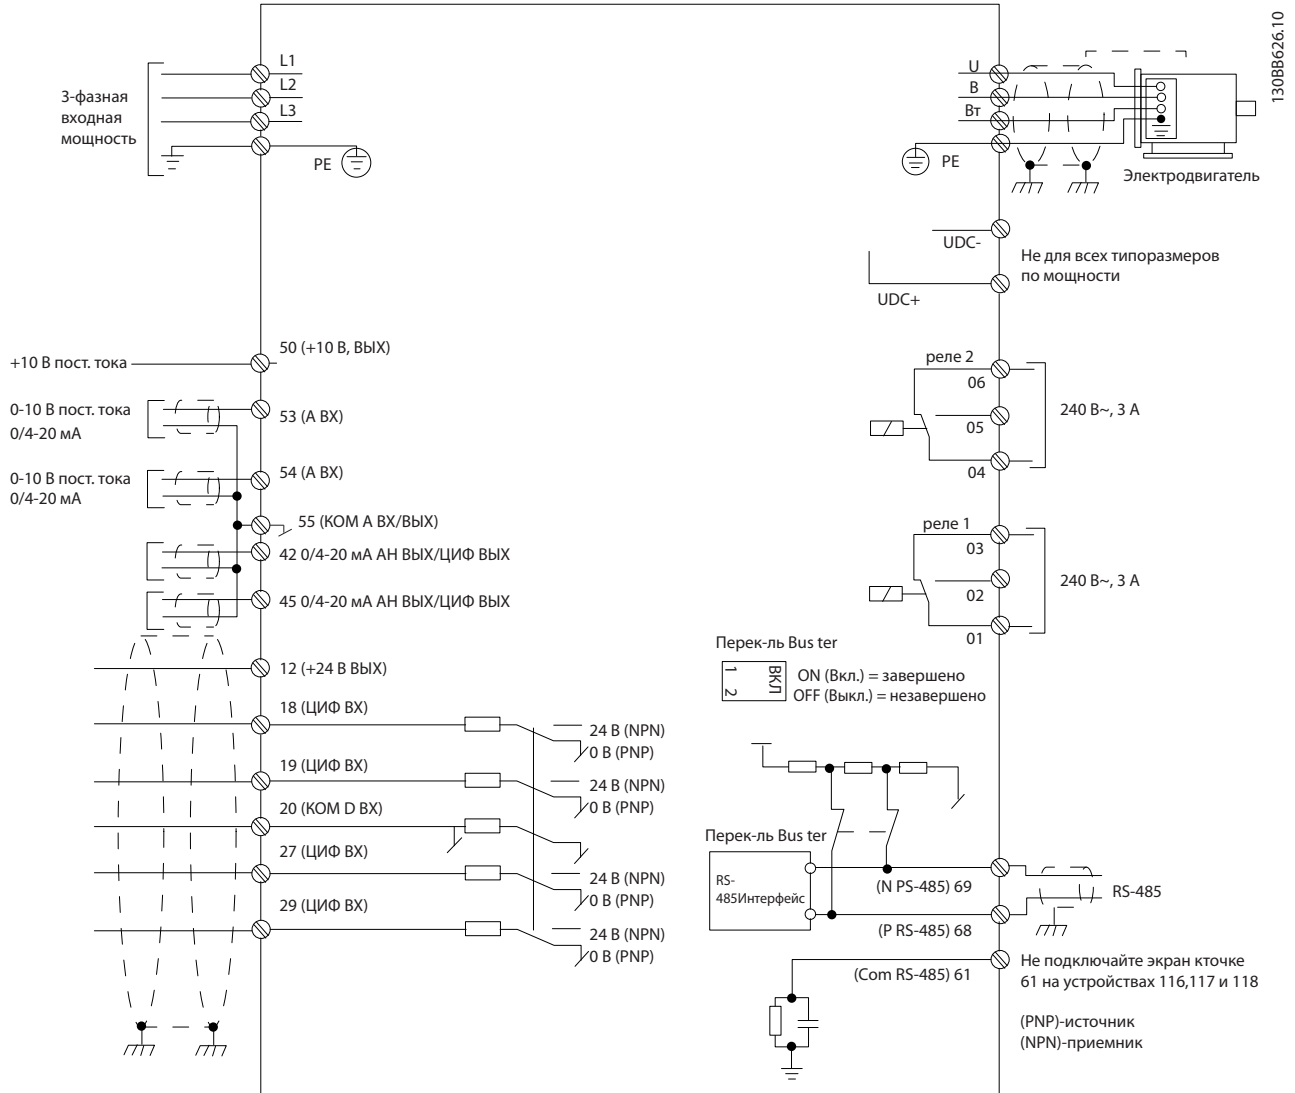 130BB626.10
3-фазная
входная
мощность
L1
L2
L3
PE
U
В
Вт
PE
Электродвигатель
UDC-
UDC+
Не для всех типоразмеров
по мощности
+10 В пост. тока
50 (+10 В, ВЫХ)
0-10 В пост. тока
0/4-20 мА
53 (А ВХ)
0-10 В пост. тока
0/4-20 мА
54 (А ВХ)
55 (КОМ А ВХ/ВЫХ)
42 0/4-20 мА АН ВЫХ/ЦИФ ВЫХ
45 0/4-20 мА АН ВЫХ/ЦИФ ВЫХ
12 (+24 В ВЫХ)
18 (ЦИФ ВХ)
24 В (NPN)
0 В (PNP)
19 (ЦИФ ВХ)
24 В (NPN)
0 В (PNP)
20 (КОМ D ВХ)
27 (ЦИФ ВХ)
24 В (NPN)
0 В (PNP)
29 (ЦИФ ВХ)
24 В (NPN)
0 В (PNP)
реле 2
06
05
04
240 В~, 3 А
реле 1
03
02
01
240 В~, 3 А
Перек-ль Bus ter
ВКЛ
1 2
ON (Вкл.) = завершено
OFF (Выкл.) = незавершено
Перек-ль Bus ter
RS-
485Интерфейс
(N PS-485) 69
(P RS-485) 68
RS-485
(Com RS-485) 61
Не подключайте экран кточке
61 на устройствах 116,117 и 118
(PNP)-источник
(NPN)-приемник